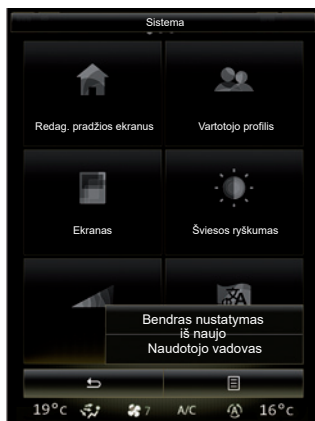 Sistema
Redag. pradžios ekranus
Vartotojo profilis
Ekranas
Šviesos ryškumas
Bendras nustatymas
iš naujo
Naudotojo vadovas
19°C
7
A/C
16°C